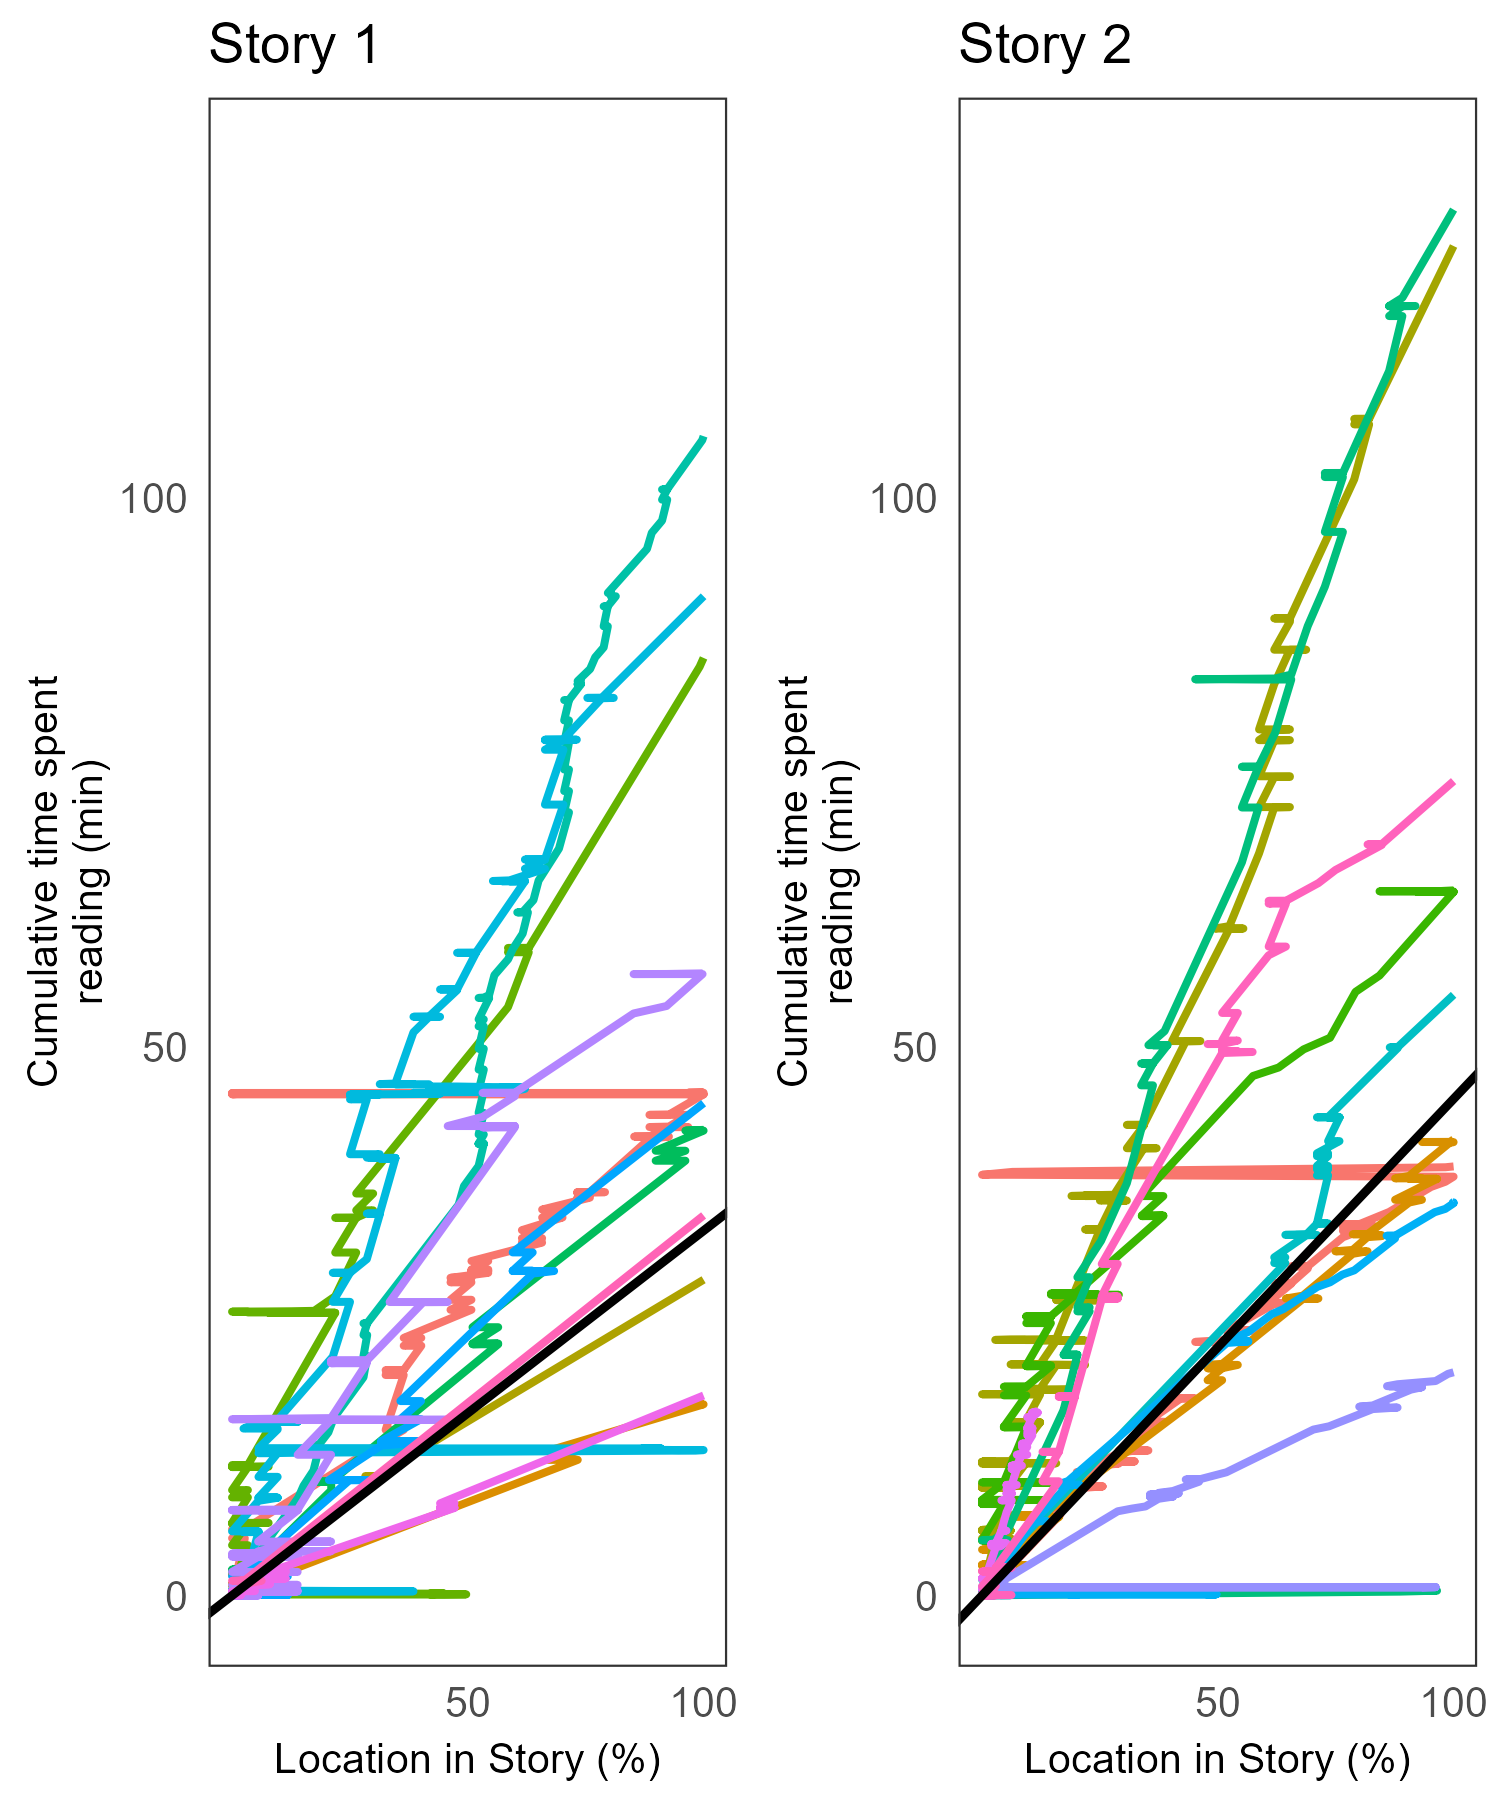 Story 1
Story 2
Cumulative time spent
reading (min)
100
50
0
50
100
Location in Story (%)
Cumulative time spent
reading (min)
100
50
0
50
100
Location in Story (%)